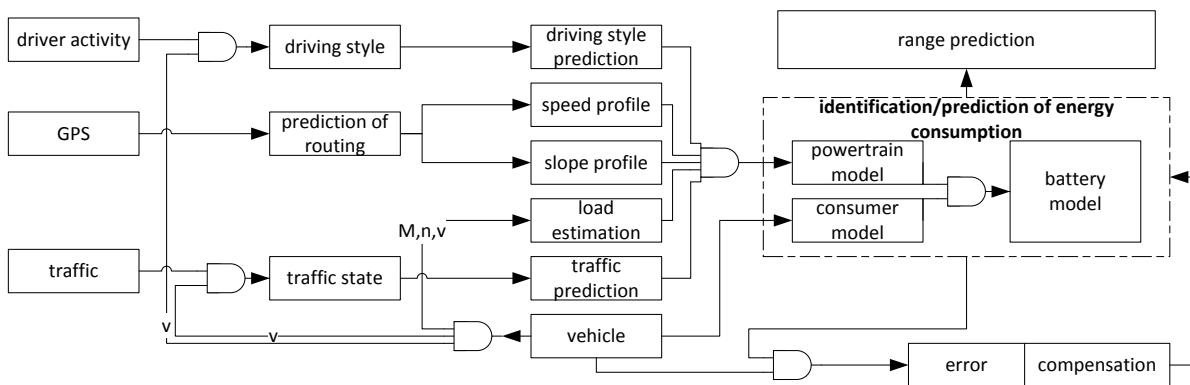 driver activity
driving style
driving style
prediction
range prediction
GPS
prediction of
routing
speed profile
slope profile
identification/prediction of energy
consumption
powertrain
model
consumer
model
battery
model
load
estimation
M,n,v
traffic
traffic state
traffic
prediction
v
v
vehicle
error
compensation